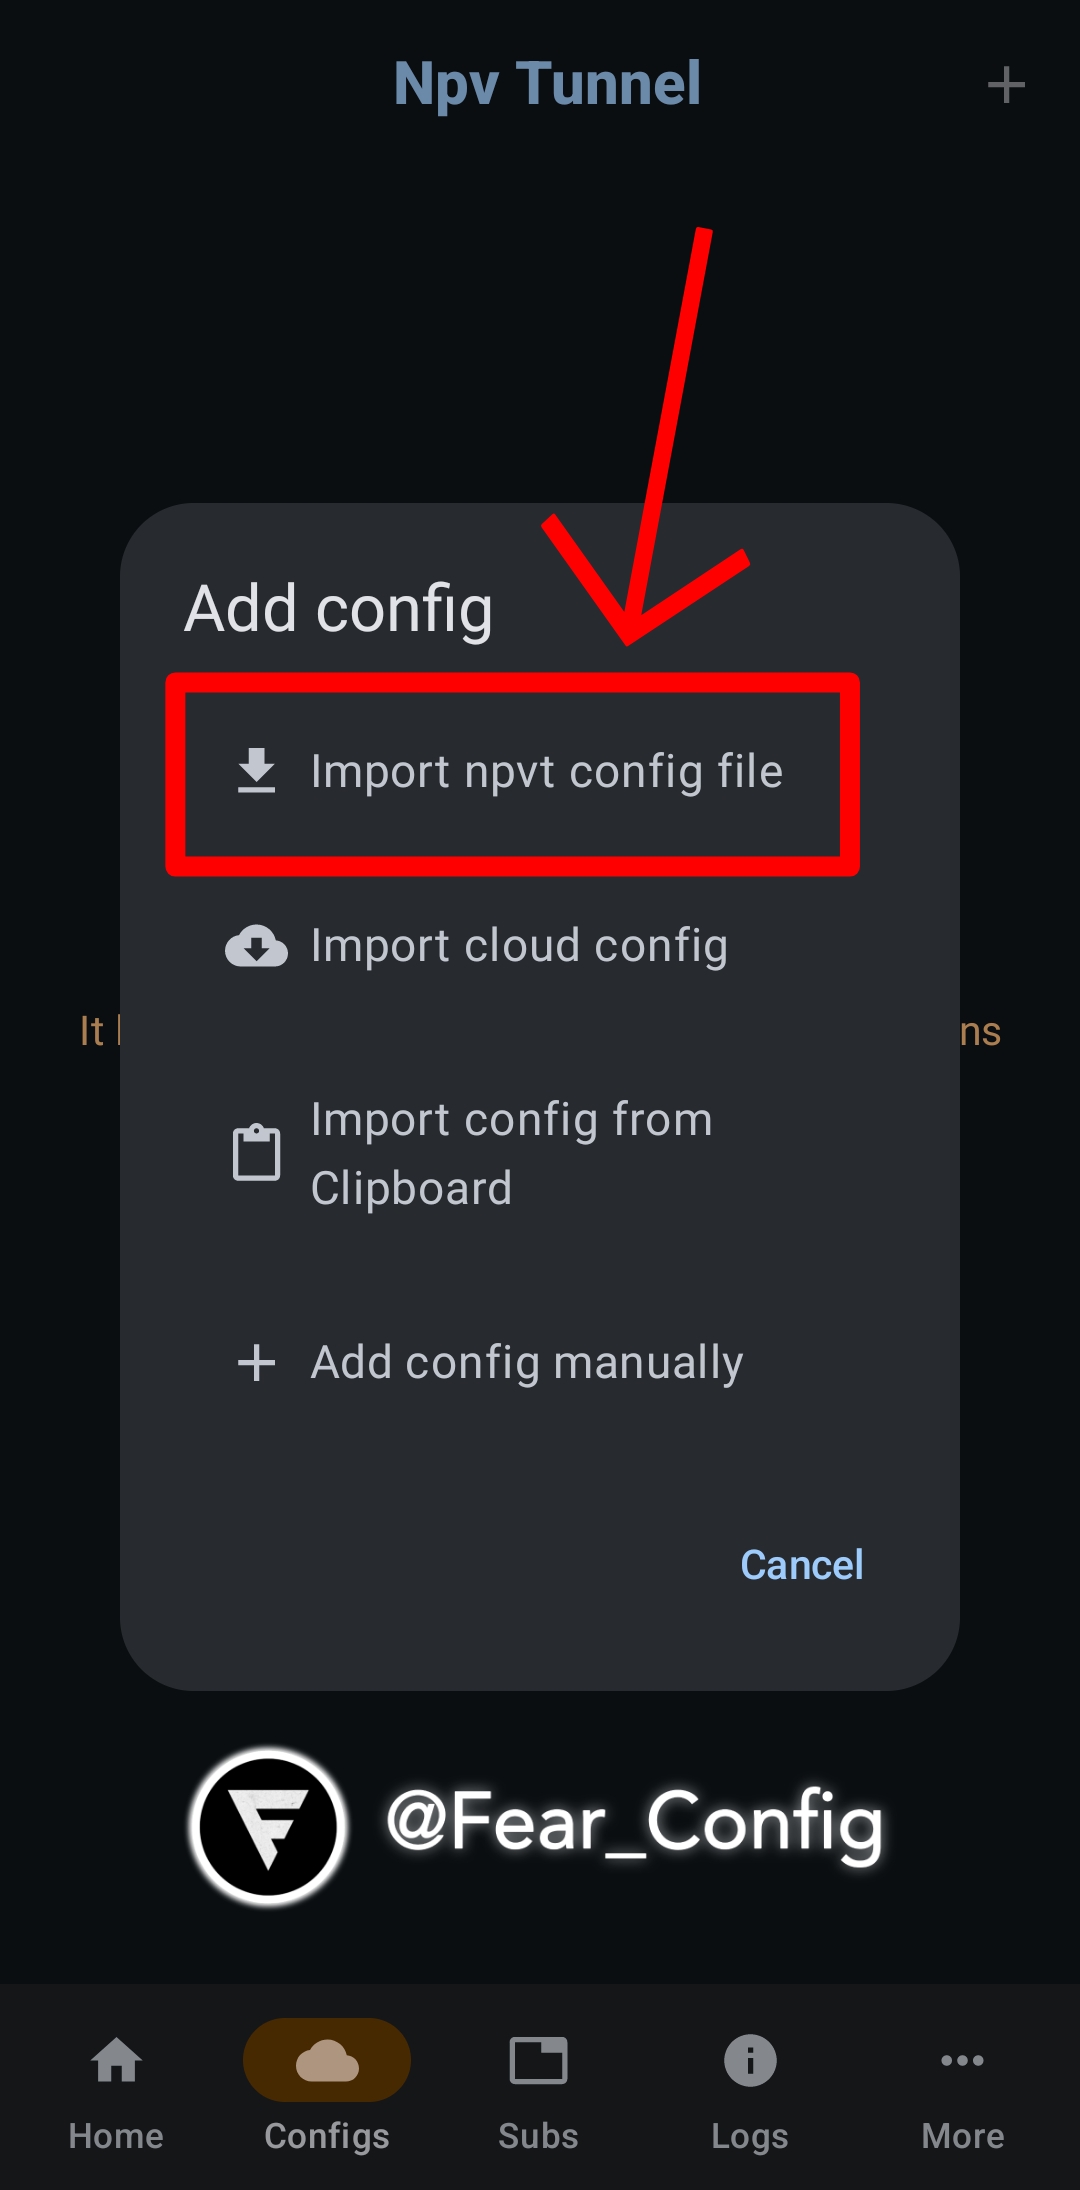 Npv Tunnel
Add config
Import npvt config file
Import cloud config
It
ns
Import config from
Clipboard
Add config manually
Cancel
@Fear_Config
Home
Configs
Subs
Logs
More